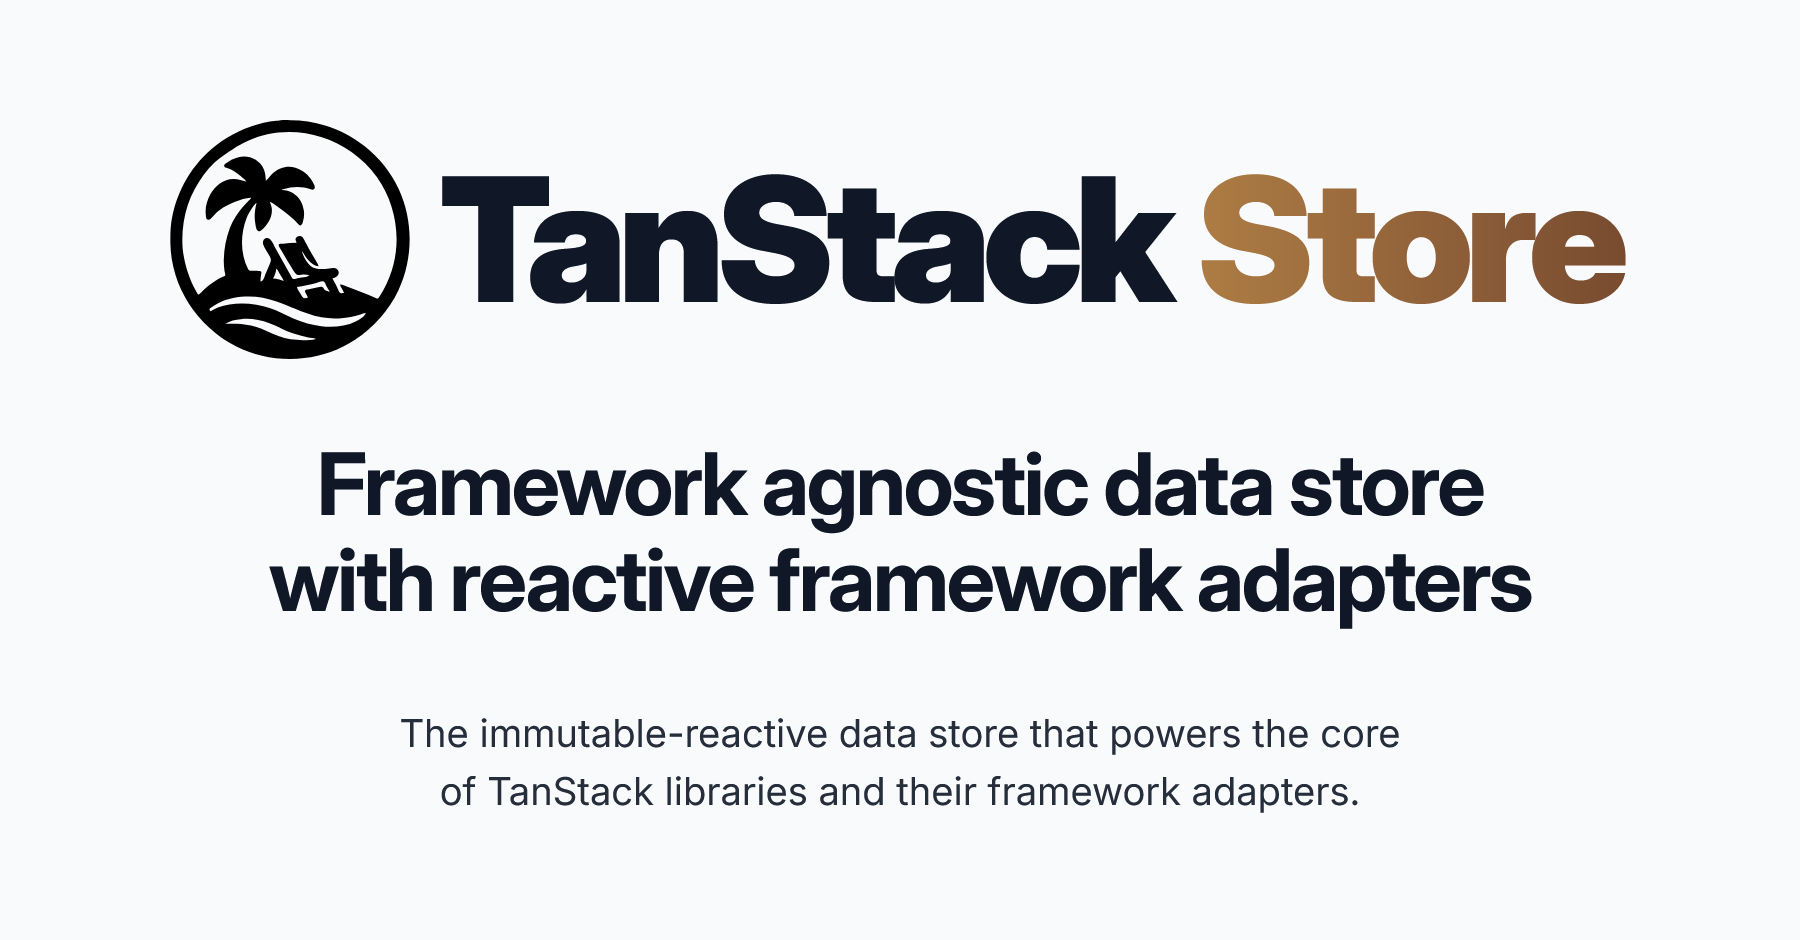 TanStack Store
Framework agnostic data store
with reactive framework adapters
The immutable-reactive data store that powers the core
of TanStack libraries and their framework adapters.